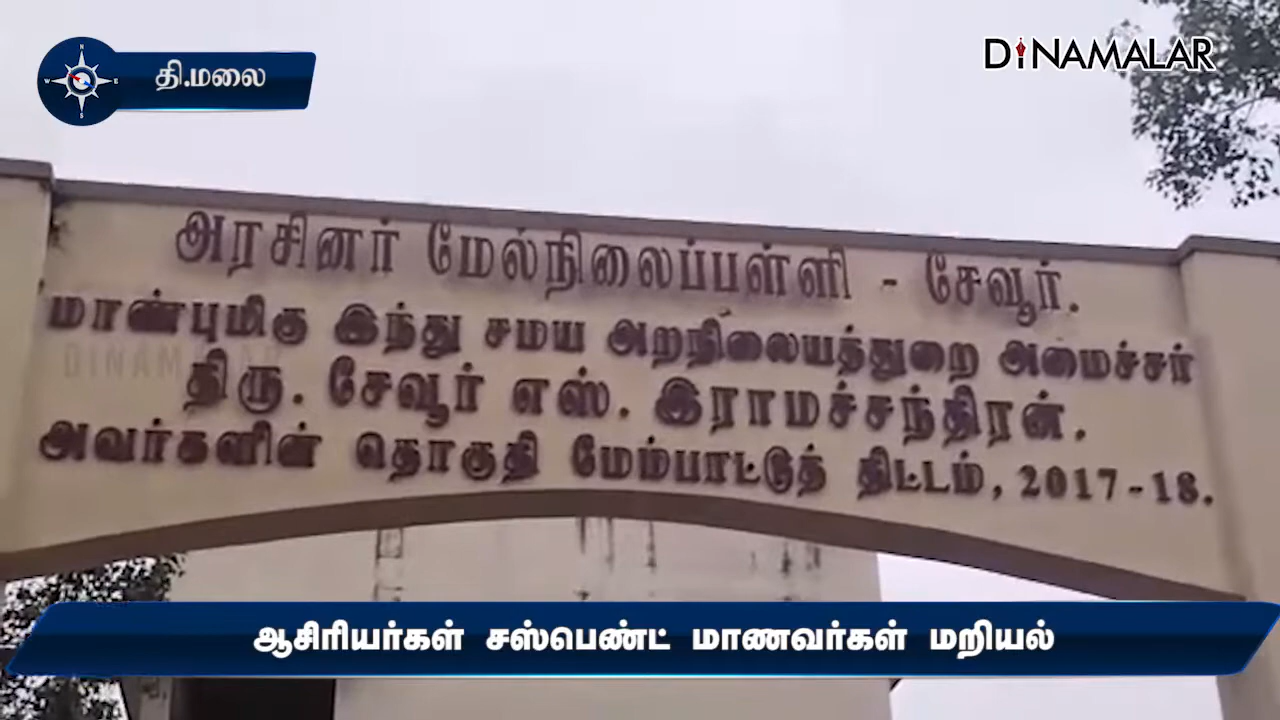 தி.மலை
DINAMALAR
அரசினர் மேல்நிலைப்பள்ளி - சேவூர்.
மாண்புமிகு இந்து சமய அறநிலையத்துறை அமைச்சர்
DINAMALAR
திரு. சேவூர் எஸ். இராமச்சந்திரன்.
அவர்களின் தொகுதி மேம்பாட்டுத் திட்டம், 2017-18.
ஆசிரியர்கள் சஸ்பெண்ட் மாணவர்கள் மறியல்